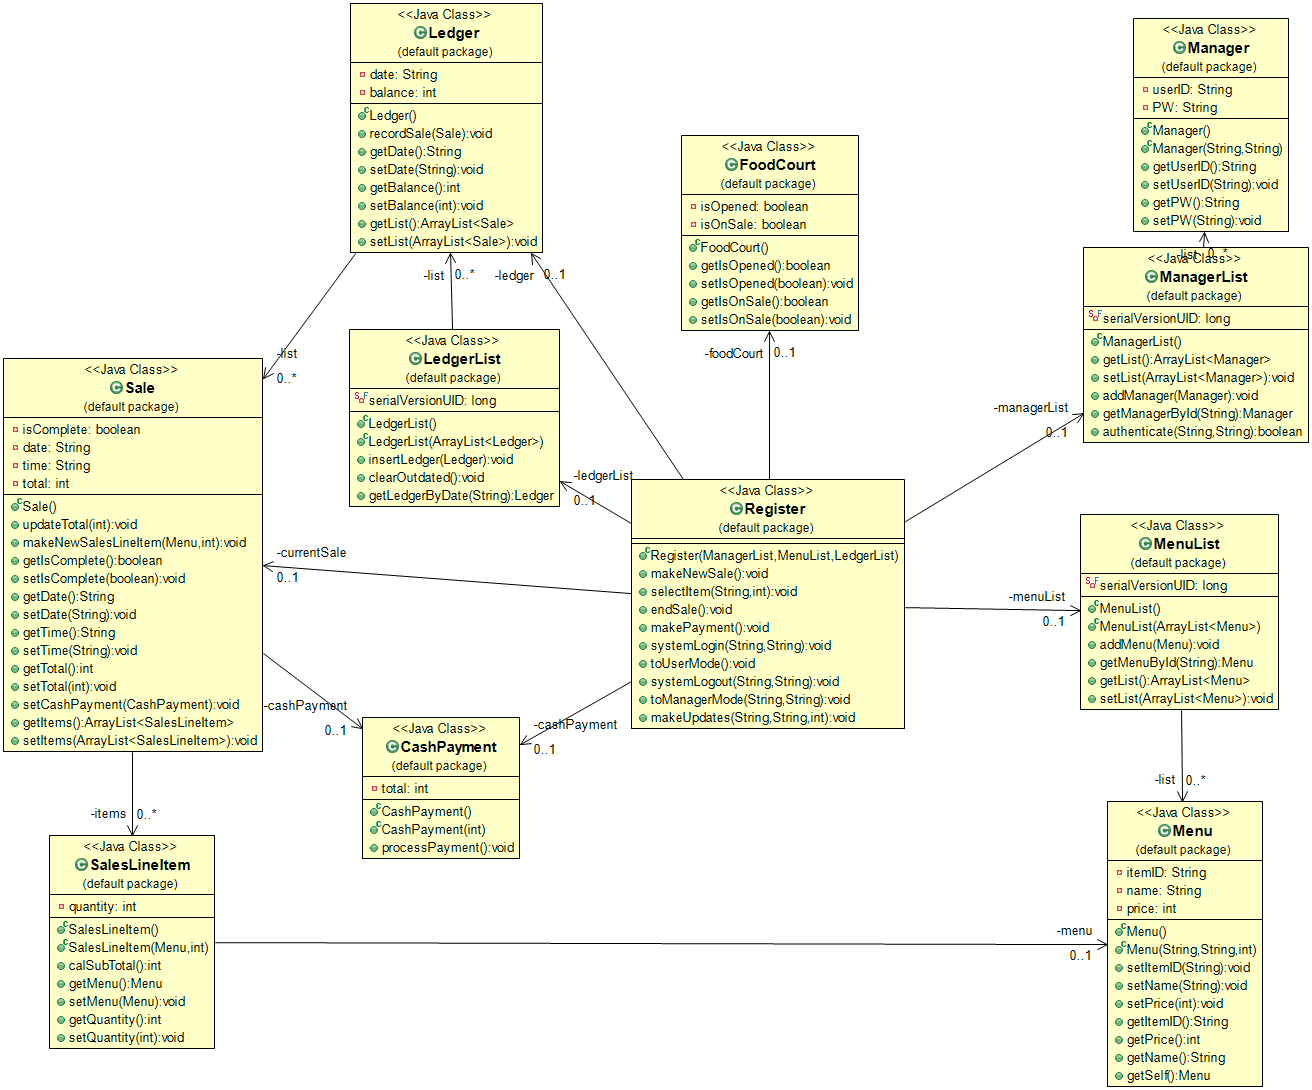 <<Java Class>>
Ledger
(default package)
date: String
balance: int
Ledger()
recordSale(Sale):void
getDate():String
setDate(String):void
getBalance():int
setBalance(int):void
getList():ArrayList<Sale>
setList(ArrayList<Sale>):void
<<Java Class>>
Manager
(default package)
userID: String
PW: String
Manager()
Manager(String,String)
getUserID():String
setUserID(String):void
getPW():String
setPW(String):void
<<Java Class>>
FoodCourt
(default package)
isOpened: boolean
isOnSale: boolean
FoodCourt()
getIsOpened():boolean
setIsOpened(boolean):void
getIsOnSale():boolean
setIsOnSale(boolean):void
-list 0..*
<<Java Class>>
ManagerList
(default package)
serialVersionUID: long
ManagerList()
getList():ArrayList<Manager>
setList(ArrayList<Manager>):void
addManager(Manager):void
getManagerById(String):Manager
authenticate(String,String):boolean
-list 0..*
-ledger 0..1
-list
0..*
-foodCourt 0..1
-managerList
0..1
<<Java Class>>
LedgerList
(default package)
serialVersionUID: long
LedgerList()
LedgerList(ArrayList<Ledger>)
insertLedger(Ledger):void
clearOutdated():void
getLedgerByDate(String):Ledger
<<Java Class>>
Sale
(default package)
isComplete: boolean
date: String
time: String
total: int
Sale()
updateTotal(int):void
makeNewSalesLineItem(Menu,int):void
getIsComplete():boolean
setIsComplete(boolean):void
getDate():String
setDate(String):void
getTime():String
setTime(String):void
getTotal():int
setTotal(int):void
setCashPayment(CashPayment):void
getItems():ArrayList<SalesLineItem>
setItems(ArrayList<SalesLineItem>):void
-ledgerList
0..1
-currentSale
0..1
<<Java Class>>
Register
(default package)
Register(ManagerList,MenuList,LedgerList)
makeNewSale():void
selectItem(String,int):void
endSale():void
makePayment():void
systemLogin(String,String):void
toUserMode():void
systemLogout(String,String):void
toManagerMode(String,String):void
makeUpdates(String,String,int):void
-menuList
0..1
<<Java Class>>
MenuList
(default package)
serialVersionUID: long
MenuList()
MenuList(ArrayList<Menu>)
addMenu(Menu):void
getMenuById(String):Menu
getList():ArrayList<Menu>
setList(ArrayList<Menu>):void
-cashPayment
0..1
-cashPayment
0..1
<<Java Class>>
CashPayment
(default package)
total: int
CashPayment()
CashPayment(int)
processPayment():void
-items 0..*
-list 0..*
<<Java Class>>
SalesLineItem
(default package)
quantity: int
SalesLineItem()
SalesLineItem(Menu,int)
calSubTotal():int
getMenu():Menu
setMenu(Menu):void
getQuantity():int
setQuantity(int):void
-menu
0..1
<<Java Class>>
Menu
(default package)
itemID: String
name: String
price: int
Menu()
Menu(String,String,int)
setItemID(String):void
setName(String):void
setPrice(int):void
getItemID():String
getPrice():int
getName():String
getSelf():Menu